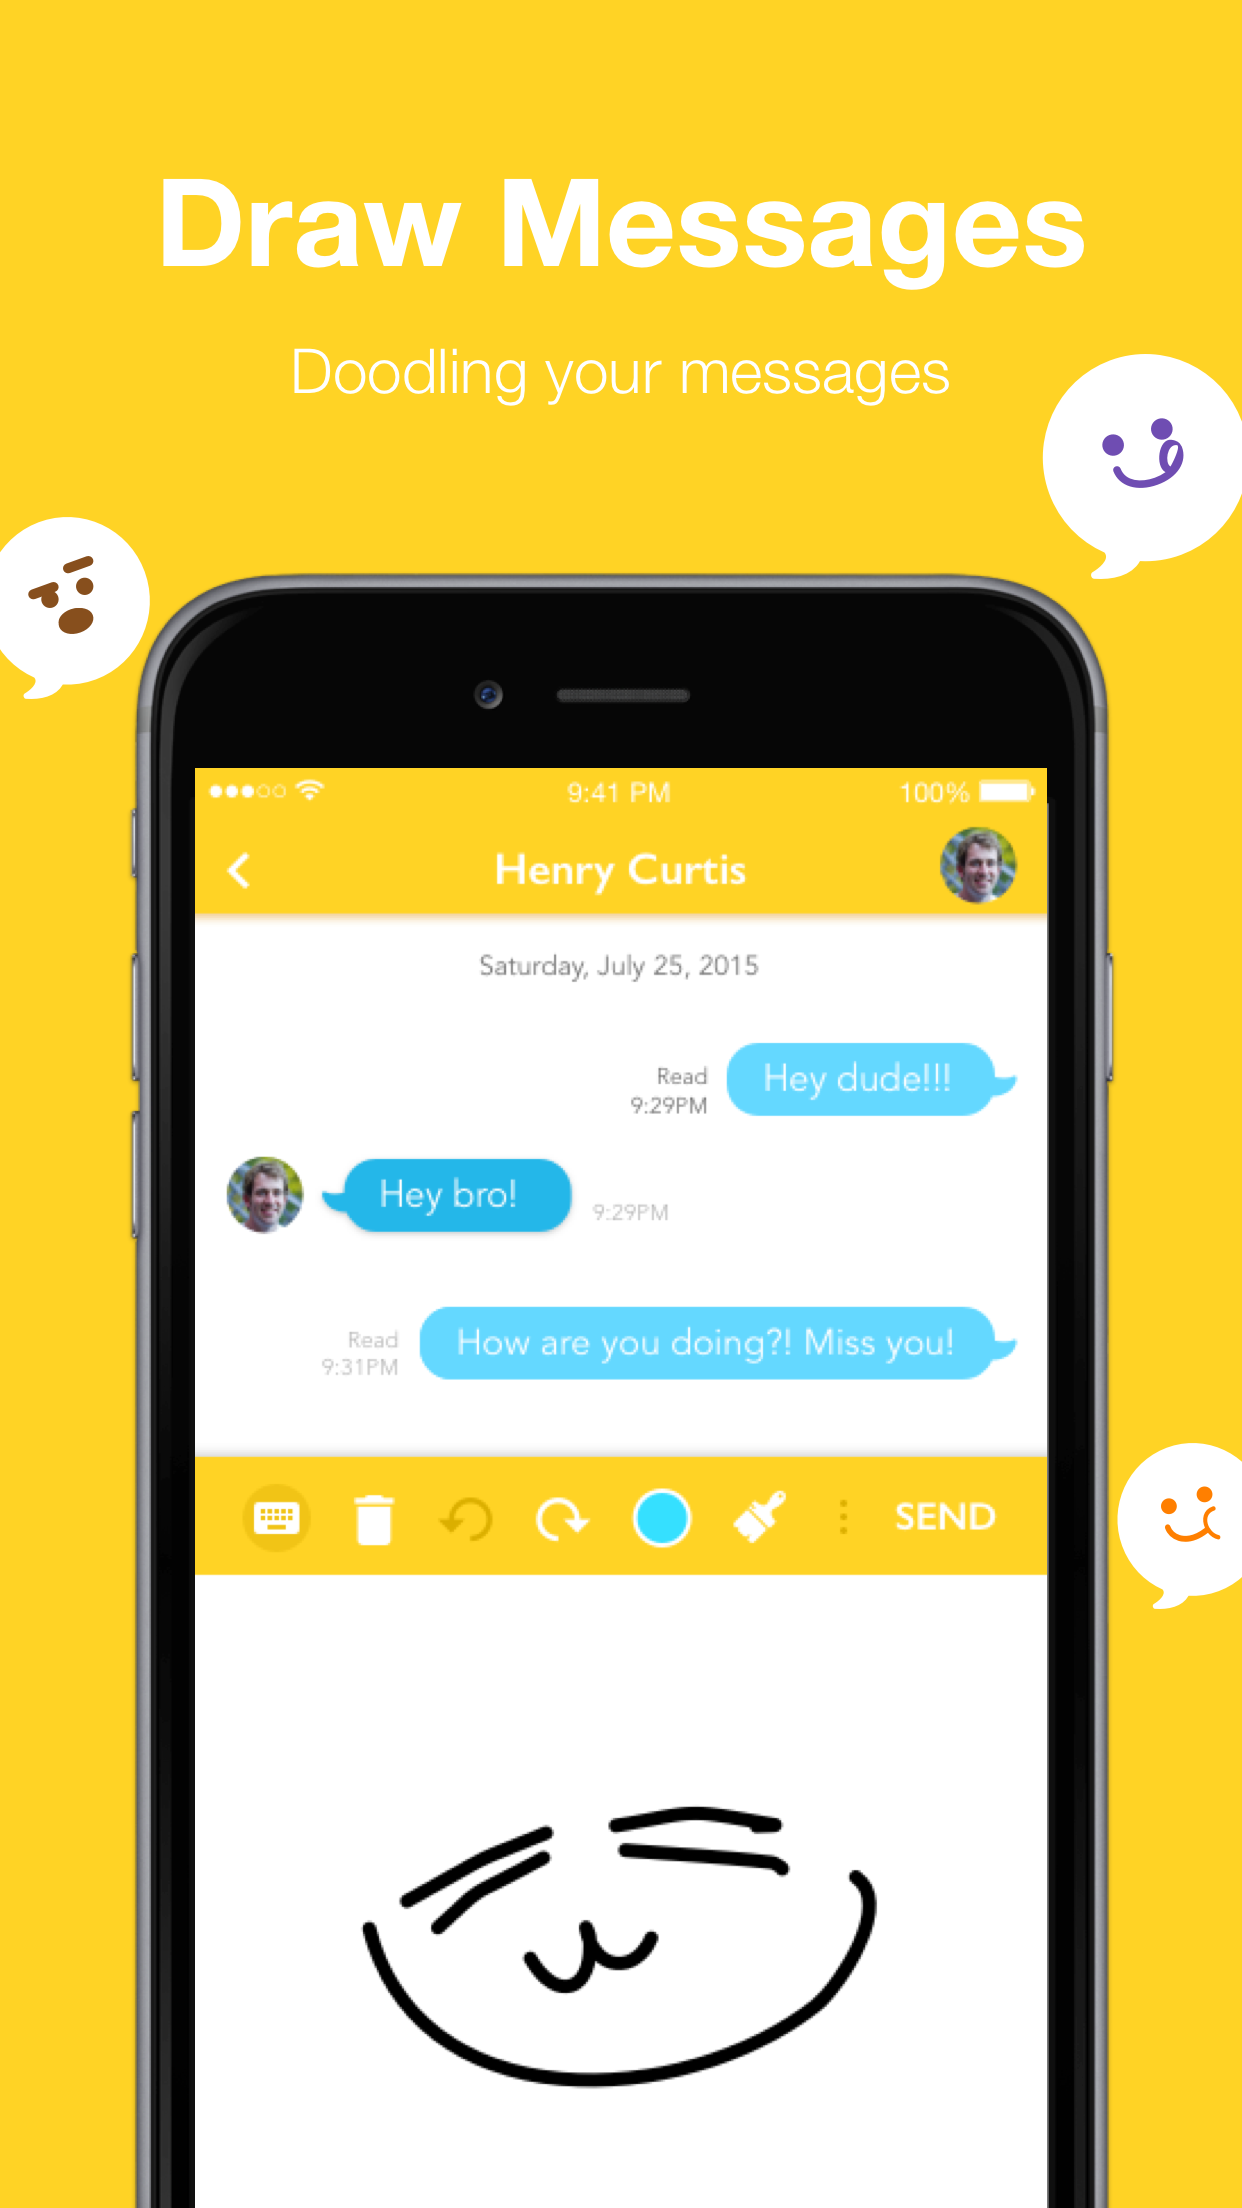 Draw Messages
Doodling your messages
9:41 PM
100%
Henry Curtis
Saturday, July 25, 2015
Read
9:29PM
Hey dude!!!
Hey bro!
9:29PM
Read
9:31PM
How are you doing?! Miss you!
SEND